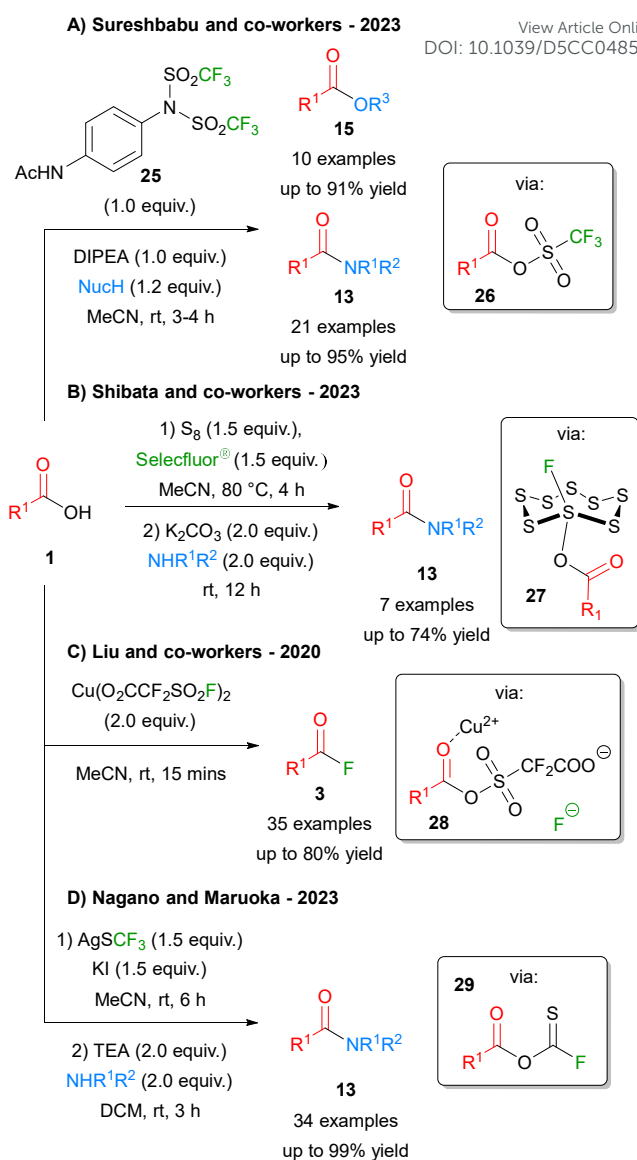 View Article Onli
DOI: 10.1039/D5CC0485
A) Sureshbabu and co-workers - 2023
SO2CF3
N
SO2CF3
AcHN
25
(1.0 equiv.)
DIPEA (1.0 equiv.)
NucH (1.2 equiv.)
MeCN, rt, 3-4 h
O
R1 OR3
15
10 examples
up to 91% yield
O
R1 NR1R2
13
21 examples
up to 95% yield
via:
O O
S CF3
R1 O O
26
B) Shibata and co-workers - 2023
O
R1 OH
1
1) S8 (1.5 equiv.),
Selectfluor® (1.5 equiv.)
MeCN, 80 °C, 4 h
2) K2CO3 (2.0 equiv.)
NHR1R2 (2.0 equiv.)
rt, 12 h
O
R1 NR1R2
13
7 examples
up to 74% yield
via:
F
S S S S
S S S
S
O O
R1
27
C) Liu and co-workers - 2020
Cu(O2CCF2SO2F)2
(2.0 equiv.)
MeCN, rt, 15 mins
O
R1 F
3
35 examples
up to 80% yield
via:
Cu2+
O O
S CF2COO⊖
R1 O O
28
F⊖
D) Nagano and Maruoka - 2023
1) AgSCF3 (1.5 equiv.)
KI (1.5 equiv.)
MeCN, rt, 6 h
2) TEA (2.0 equiv.)
NHR1R2 (2.0 equiv.)
DCM, rt, 3 h
O
R1 NR1R2
13
34 examples
up to 99% yield
29
via:
O S
R1 O F